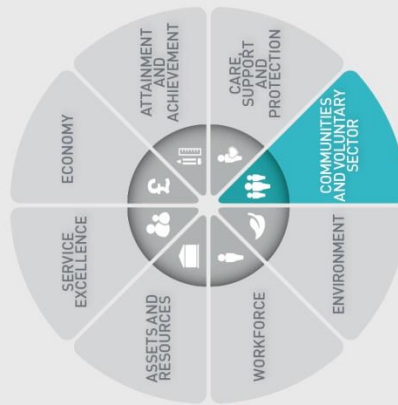 ATTAINMENT
AND
ACHIEVEMENT
CARE,
SUPPORT
AND
PROTECTION
COMMUNITIES
AND VOLUNTARY
SECTOR
ENVIRONMENT
WORKFORCE
ASSETS AND
RESOURCES
SERVICE
EXCELLENCE
ECONOMY
£